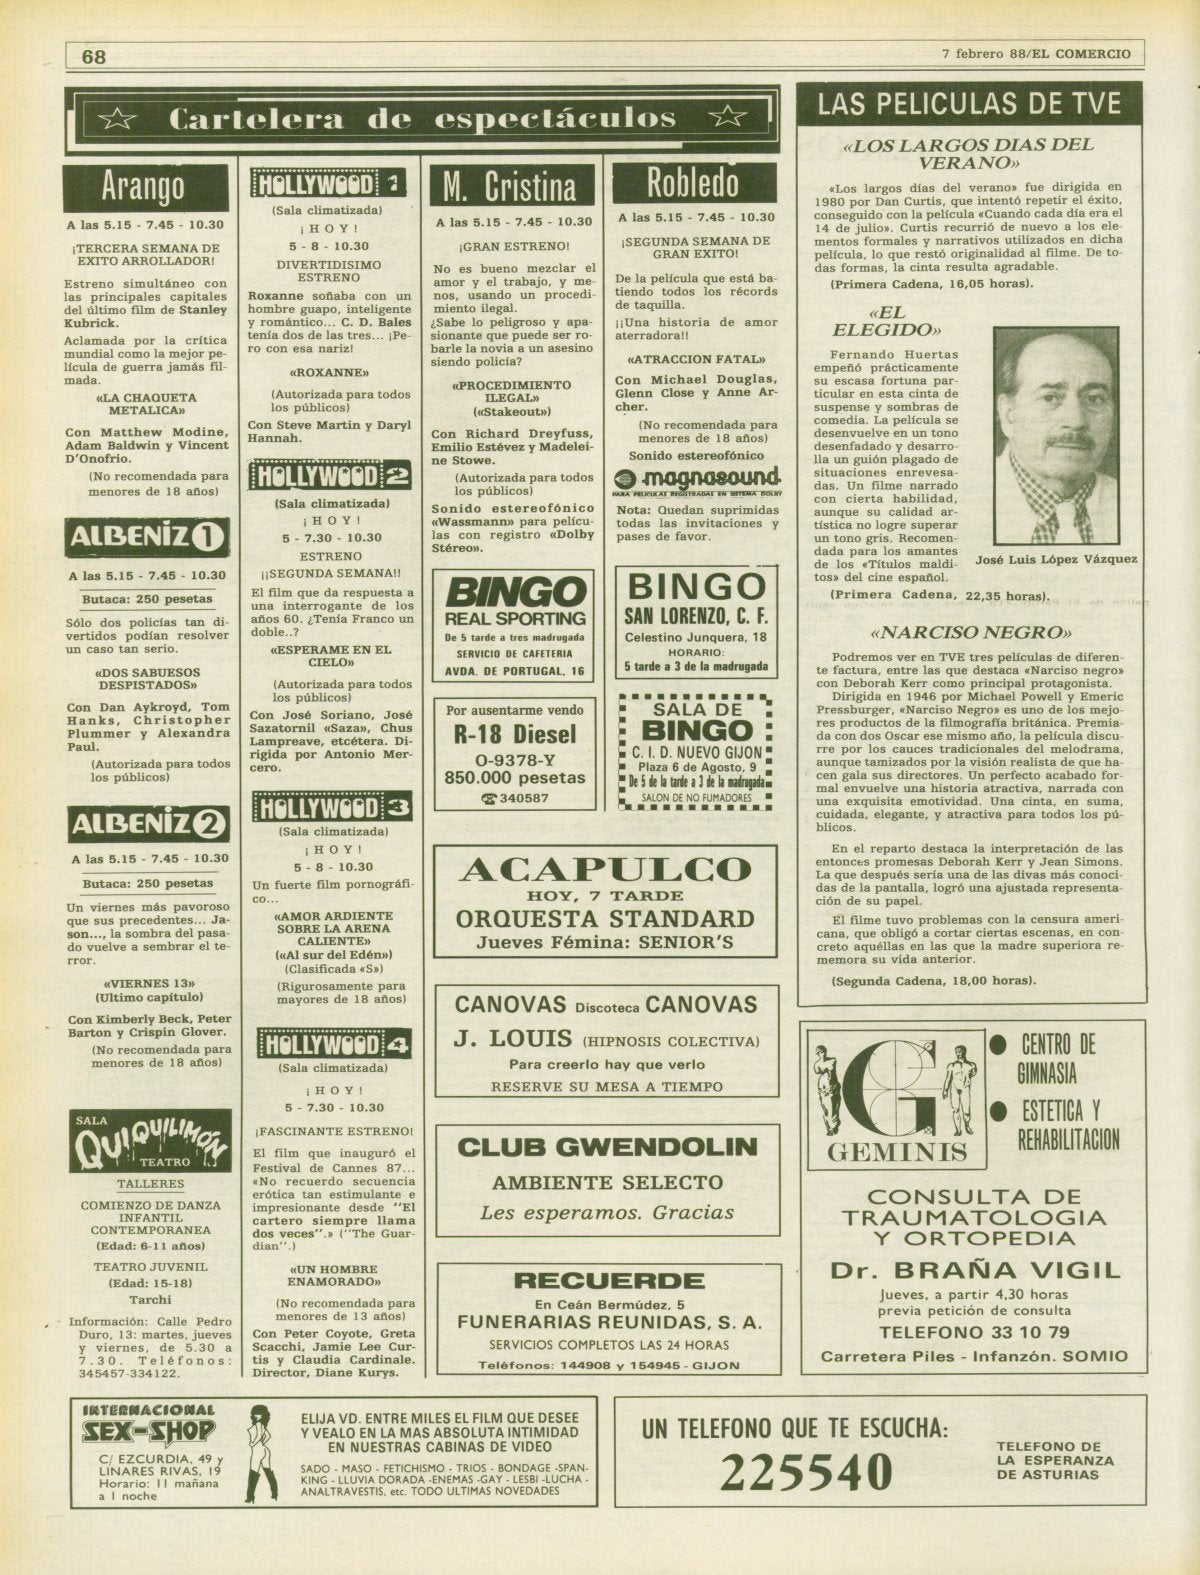 68
7 febrero 88/EL COMERCIO
Cartelera de espectáculos
Arango
A las 5.15 - 7.45 - 10.30
¡TERCERA SEMANA DE
EXITO ARROLLADOR!
Estreno simultáneo con
las principales capitales
del último film de Stanley
Kubrick.
Aclamada por la crítica
mundial como la mejor pe-
lícula de guerra jamás fil-
mada.
«LA CHAQUETA
METALICA»
Con Matthew Modine,
Adam Baldwin y Vincent
D'Onofrio.
(No recomendada para
menores de 18 años)
ALBENIZ 1
A las 5.15 - 7.45 - 10.30
Butaca: 250 pesetas
Sólo dos policías tan di-
vertidos podían resolver
un caso tan serio.
«DOS SABUESOS
DESPISTADOS»
Con Dan Aykroyd, Tom
Hanks, Christopher
Plummer y Alexandra
Paul.
(Autorizada para todos
los públicos)
ALBENIZ 2
A las 5.15 - 7.45 - 10.30
Butaca: 250 pesetas
Un viernes más pavoroso
que sus precedentes... Ja-
son..., la sombra del pasa-
do vuelve a sembrar el te-
rror.
«VIERNES 13»
(Ultimo capítulo)
Con Kimberly Beck, Peter
Barton y Crispin Glover.
(No recomendada para
menores de 18 años)
SALA
QUIQUILIMÓN
TEATRO
TALLERES
COMIENZO DE DANZA
INFANTIL
CONTEMPORANEA
(Edad: 6-11 años)
TEATRO JUVENIL
(Edad: 15-18)
Tarchi
Información: Calle Pedro
Duro, 13: martes, jueves
y viernes, de 5.30 a
7.30. Teléfonos:
345457-334122.
HOLLYWOOD 1
(Sala climatizada)
¡HOY!
5 - 8 - 10.30
DIVERTIDISIMO
ESTRENO
Roxanne soñaba con un
hombre guapo, inteligente
y romántico... C. D. Bales
tenía dos de las tres... ¡Pe-
ro con esa nariz!
«ROXANNE»
(Autorizada para todos
los públicos)
Con Steve Martin y Daryl
Hannah.
HOLLYWOOD 2
(Sala climatizada)
¡HOY!
5 - 7.30 - 10.30
ESTRENO
¡¡SEGUNDA SEMANA!!
El film que da respuesta a
una interrogante de los
años 60. ¿Tenía Franco un
doble..?
«ESPERAME EN EL
CIELO»
(Autorizada para todos
los públicos)
Con José Soriano, José
Sazatornil «Saza», Chus
Lampreave, etcétera. Di-
rigida por Antonio Mer-
cero.
HOLLYWOOD 3
(Sala climatizada)
¡HOY!
5 - 8 - 10.30
Un fuerte film pornográfi-
co...
«AMOR ARDIENTE
SOBRE LA ARENA
CALIENTE»
(«Al sur del Edén»)
(Clasificada «S»)
(Rigurosamente para
mayores de 18 años)
HOLLYWOOD 4
(Sala climatizada)
¡HOY!
5 - 7.30 - 10.30
¡FASCINANTE ESTRENO!
El film que inauguró el
Festival de Cannes 87...
«No recuerdo secuencia
erótica tan estimulante e
impresionante desde "El
cartero siempre llama
dos veces".» ("The Guar-
dian".)
«UN HOMBRE
ENAMORADO»
(No recomendada para
menores de 13 años)
Con Peter Coyote, Greta
Scacchi, Jamie Lee Cur-
tis y Claudia Cardinale.
Director, Diane Kurys.
M. Cristina
A las 5.15 - 7.45 - 10.30
¡GRAN ESTRENO!
No es bueno mezclar el
amor y el trabajo, y me-
nos, usando un procedi-
miento ilegal.
¿Sabe lo peligroso y apa-
sionante que puede ser ro-
barle la novia a un asesino
siendo policía?
«PROCEDIMIENTO
ILEGAL»
(«Stakeout»)
Con Richard Dreyfuss,
Emilio Estévez y Madelei-
ne Stowe.
(Autorizada para todos
los públicos)
Sonido estereofónico
«Wassmann» para pelícu-
las con registro «Dolby
Stéreo».
Robledo
A las 5.15 - 7.45 - 10.30
¡SEGUNDA SEMANA DE
GRAN EXITO!
De la película que está ba-
tiendo todos los récords
de taquilla.
¡¡Una historia de amor
aterradora!!
«ATRACCION FATAL»
Con Michael Douglas,
Glenn Close y Anne Ar-
cher.
(No recomendada para
menores de 18 años)
Sonido estereofónico
magnasound
PARA PELICULAS REGISTRADAS EN SISTEMA DOLBY
Nota: Quedan suprimidas
todas las invitaciones y
pases de favor.
BINGO
REAL SPORTING
De 5 tarde a tres madrugada
SERVICIO DE CAFETERIA
AVDA. DE PORTUGAL, 16
BINGO
SAN LORENZO, C. F.
Celestino Junquera, 18
HORARIO:
5 tarde a 3 de la madrugada
Por ausentarme vendo
R-18 Diesel
O-9378-Y
850.000 pesetas
☎340587
SALA DE
BINGO
C. I. D. NUEVO GIJON
Plaza 6 de Agosto, 9
De 5 de la tarde a 3 de la madrugada
SALON DE NO FUMADORES
ACAPULCO
HOY, 7 TARDE
ORQUESTA STANDARD
Jueves Fémina: SENIOR'S
CANOVAS Discoteca CANOVAS
J. LOUIS (HIPNOSIS COLECTIVA)
Para creerlo hay que verlo
RESERVE SU MESA A TIEMPO
CLUB GWENDOLIN
AMBIENTE SELECTO
Les esperamos. Gracias
RECUERDE
En Ceán Bermúdez, 5
FUNERARIAS REUNIDAS, S. A.
SERVICIOS COMPLETOS LAS 24 HORAS
Teléfonos: 144908 y 154945 - GIJON
LAS PELICULAS DE TVE
«LOS LARGOS DIAS DEL
VERANO»
«Los largos días del verano» fue dirigida en
1980 por Dan Curtis, que intentó repetir el éxito,
conseguido con la película «Cuando cada día era el
14 de julio». Curtis recurrió de nuevo a los ele-
mentos formales y narrativos utilizados en dicha
película, lo que restó originalidad al filme. De to-
das formas, la cinta resulta agradable.
(Primera Cadena, 16,05 horas).
«EL
ELEGIDO»
Fernando Huertas
empeñó prácticamente
su escasa fortuna par-
ticular en esta cinta de
suspense y sombras de
comedia. La película se
desenvuelve en un tono
desenfadado y desarro-
lla un guión plagado de
situaciones enrevesa-
das. Un filme narrado
con cierta habilidad,
aunque su calidad ar-
tística no logre superar
un tono gris. Recomen-
dada para los amantes
de los «Títulos maldi-
tos» del cine español.
(Primera Cadena, 22,35 horas).
José Luis López Vázquez
«NARCISO NEGRO»
Podremos ver en TVE tres películas de diferen-
te factura, entre las que destaca «Narciso negro»
con Deborah Kerr como principal protagonista.
Dirigida en 1946 por Michael Powell y Emeric
Pressburger, «Narciso Negro» es uno de los mejo-
res productos de la filmografía británica. Premia-
da con dos Oscar ese mismo año, la película discu-
rre por los cauces tradicionales del melodrama,
aunque tamizados por la visión realista de que ha-
cen gala sus directores. Un perfecto acabado for-
mal envuelve una historia atractiva, narrada con
una exquisita emotividad. Una cinta, en suma,
cuidada, elegante, y atractiva para todos los pú-
blicos.
En el reparto destaca la interpretación de las
entonces promesas Deborah Kerr y Jean Simons.
La que después sería una de las divas más conoci-
das de la pantalla, logró una ajustada representa-
ción de su papel.
El filme tuvo problemas con la censura ameri-
cana, que obligó a cortar ciertas escenas, en con-
creto aquéllas en las que la madre superiora re-
memora su vida anterior.
(Segunda Cadena, 18,00 horas).
G
GEMINIS
CENTRO DE
GIMNASIA
ESTETICA Y
REHABILITACION
CONSULTA DE
TRAUMATOLOGIA
Y ORTOPEDIA
Dr. BRAÑA VIGIL
Jueves, a partir 4,30 horas
previa petición de consulta
TELEFONO 33 10 79
Carretera Piles - Infanzón. SOMIO
INTERNACIONAL
SEX-SHOP
C/ EZCURDIA, 49 y
LINARES RIVAS, 19
Horario: 11 mañana
a 1 noche
ELIJA VD. ENTRE MILES EL FILM QUE DESEE
Y VEALO EN LA MAS ABSOLUTA INTIMIDAD
EN NUESTRAS CABINAS DE VIDEO
SADO - MASO - FETICHISMO - TRIOS - BONDAGE -SPAN-
KING - LLUVIA DORADA -ENEMAS -GAY - LESBI -LUCHA -
ANALTRAVESTIS, etc. TODO ULTIMAS NOVEDADES
UN TELEFONO QUE TE ESCUCHA:
225540
TELEFONO DE
LA ESPERANZA
DE ASTURIAS